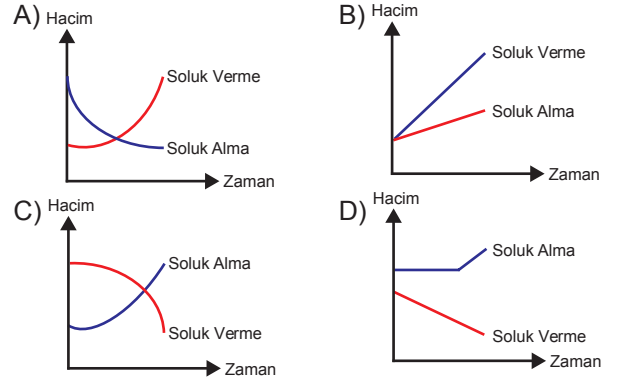 A)
Hacim
Soluk Verme
Soluk Alma
Zaman
B)
Hacim
Soluk Verme
Soluk Alma
Zaman
C)
Hacim
Soluk Alma
Soluk Verme
Zaman
D)
Hacim
Soluk Alma
Soluk Verme
Zaman